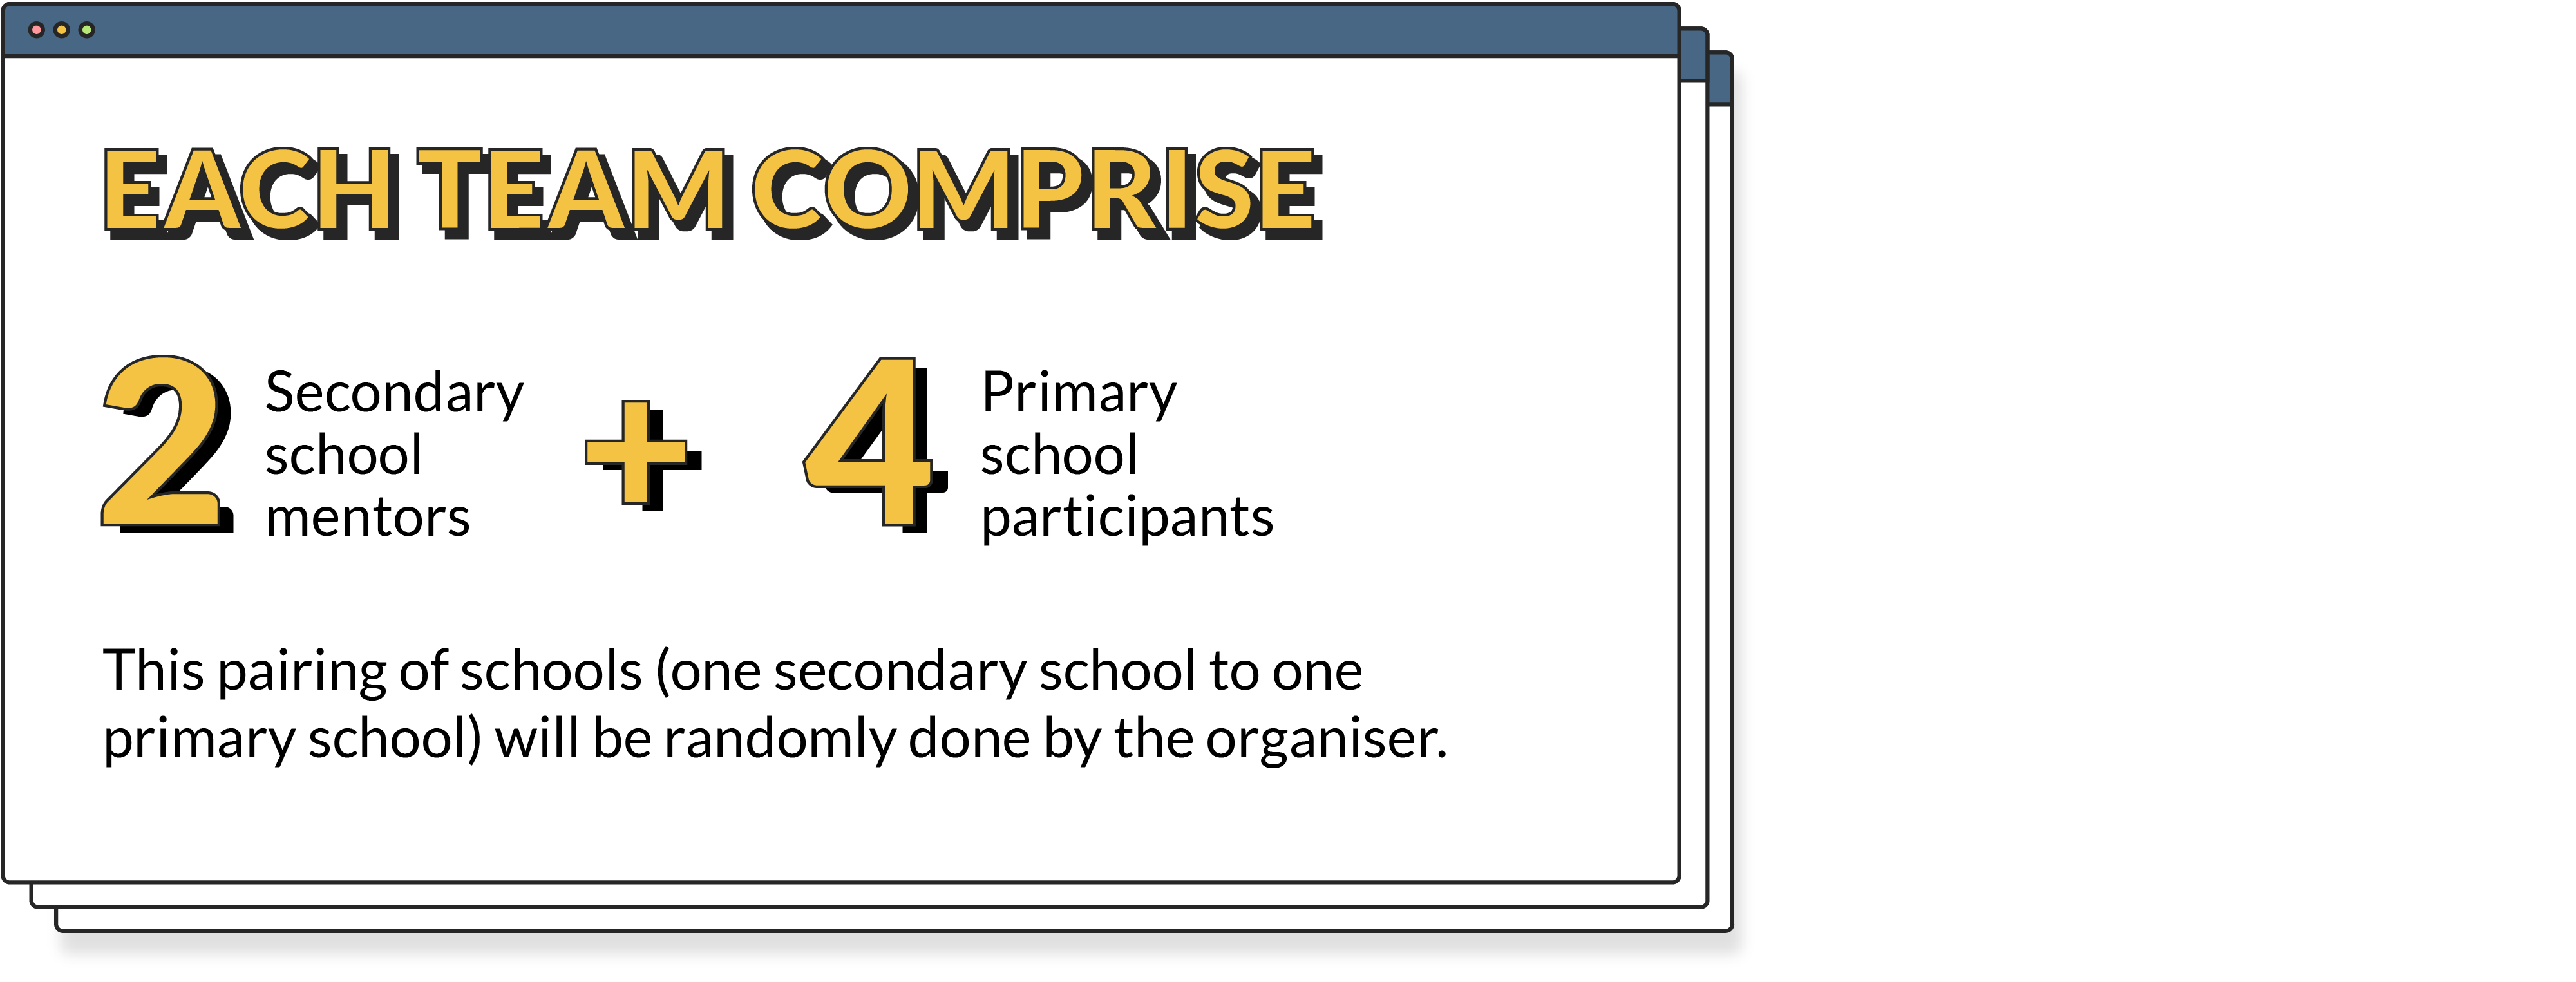 EACH TEAM COMPRISE
2
Secondary
school
mentors
+
4
Primary
school
participants
This pairing of schools (one secondary school to one
primary school) will be randomly done by the organiser.